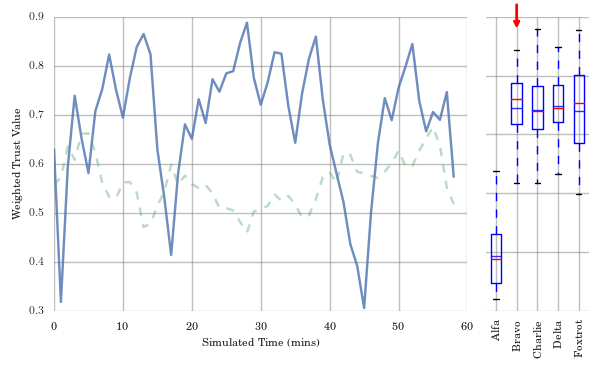 0.9
0.8
0.7
0.6
0.5
0.4
0.3
Weighted Trust Value
0 10 20 30 40 50 60
Simulated Time (mins)
Alfa
Bravo
Charlie
Delta
Foxtrot